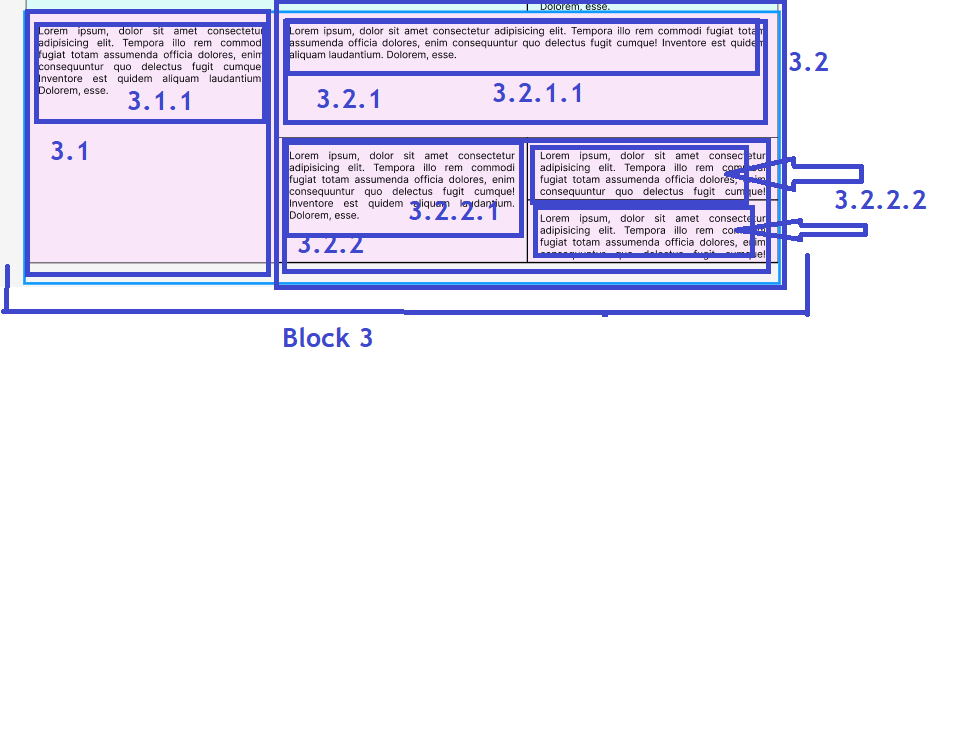 Dolorem, esse.
Lorem ipsum, dolor sit amet consectetur
adipisicing elit. Tempora illo rem commodi
fugiat totam assumenda officia dolores, enim
consequuntur quo delectus fugit cumque!
Inventore est quidem aliquam laudantium.
Dolorem, esse.
3.1.1
3.1
Lorem ipsum, dolor sit amet consectetur adipisicing elit. Tempora illo rem commodi fugiat totam
assumenda officia dolores, enim consequuntur quo delectus fugit cumque! Inventore est quidem
aliquam laudantium. Dolorem, esse.
3.2
3.2.1
3.2.1.1
Lorem ipsum, dolor sit amet consectetur
adipisicing elit. Tempora illo rem commodi
fugiat totam assumenda officia dolores, enim
consequuntur quo delectus fugit cumque!
Inventore est quidem aliquam laudantium.
Dolorem, esse.
3.2.2.1
3.2.2
Lorem ipsum, dolor sit amet consectetur
adipisicing elit. Tempora illo rem commodi
fugiat totam assumenda officia dolores, enim
consequuntur quo delectus fugit cumque!
3.2.2.2
Lorem ipsum, dolor sit amet consectetur
adipisicing elit. Tempora illo rem commodi
fugiat totam assumenda officia dolores, enim
consequuntur quo delectus fugit cumque!
Block 3